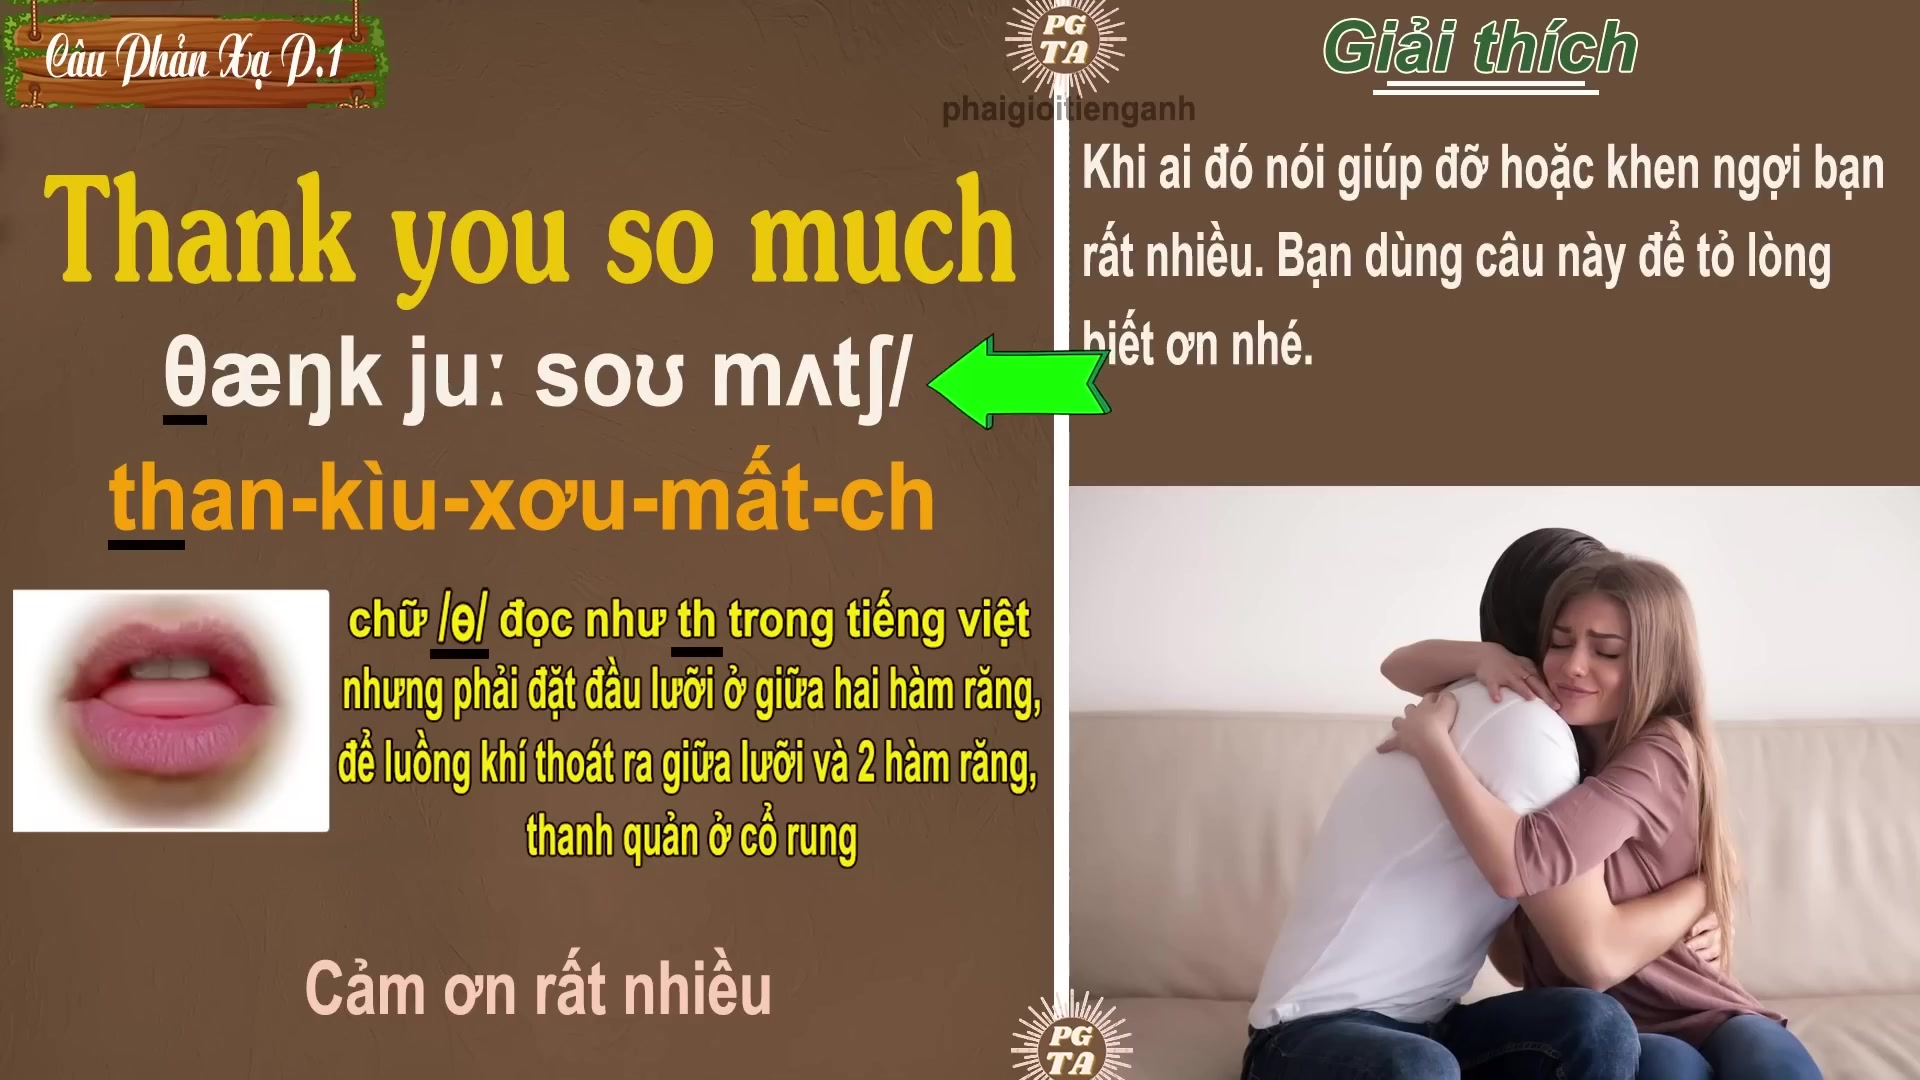 Câu Phản Xạ P.1
Thank you so much
θæŋk juː soʊ mʌtʃ/
than-kìu-xơu-mất-ch
chữ /ɵ/ đọc như th trong tiếng việt
nhưng phải đặt đầu lưỡi ở giữa hai hàm răng,
để luồng khí thoát ra giữa lưỡi và 2 hàm răng,
thanh quản ở cổ rung
Cảm ơn rất nhiều
PG
TA
phaigioitienganh
Giải thích
Khi ai đó nói giúp đỡ hoặc khen ngợi bạn
rất nhiều. Bạn dùng câu này để tỏ lòng
biết ơn nhé.
PG
TA